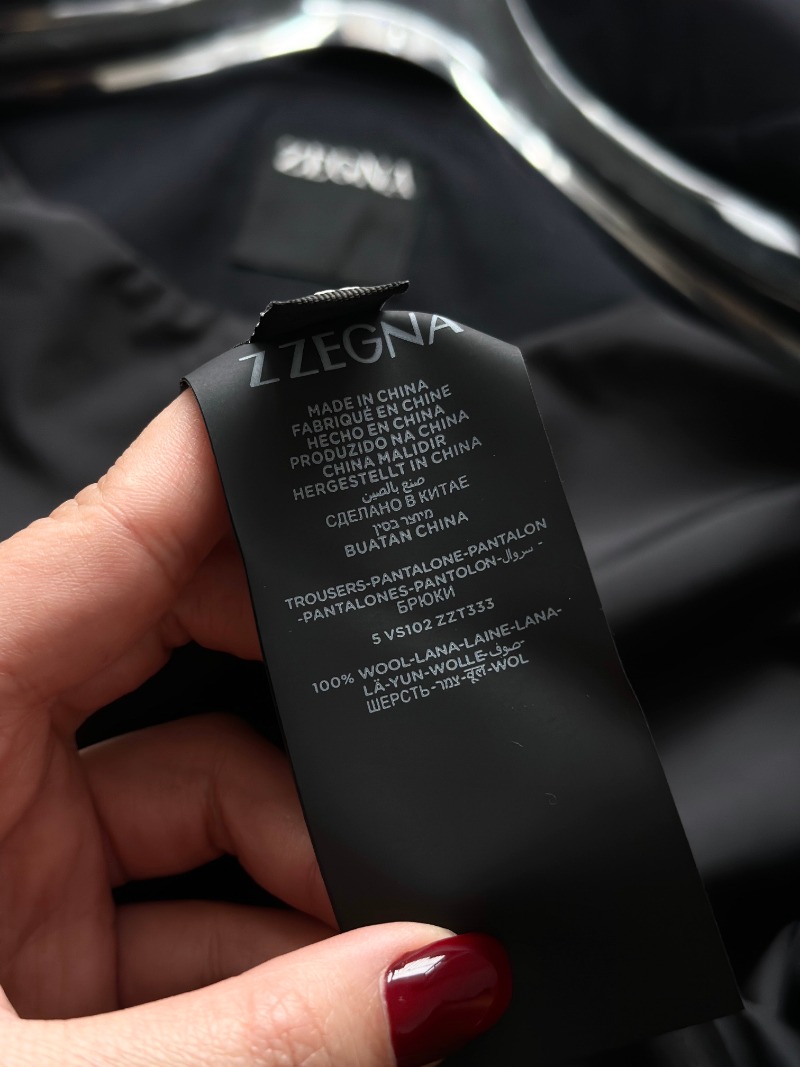 ZZEGNA
Z ZEGNA
MADE IN CHINA
FABRIQUÉ EN CHINE
HECHO EN CHINA
PRODUZIDO NA CHINA
CHINA MALIDIR
HERGESTELLT IN CHINA
صنع بالصين
СДЕЛАНО В КИТАЕ
מיוצר בסין
BUATAN CHINA
TROUSERS-PANTALONE-PANTALON
-PANTALONES-PANTOLON-سروال -
БРЮКИ
5 VS102 ZZT333
100% WOOL-LANA-LAINE-LANA-
LÃ-YUN-WOLLE-صوف-
ШЕРСТЬ-צמר-वूल-WOL